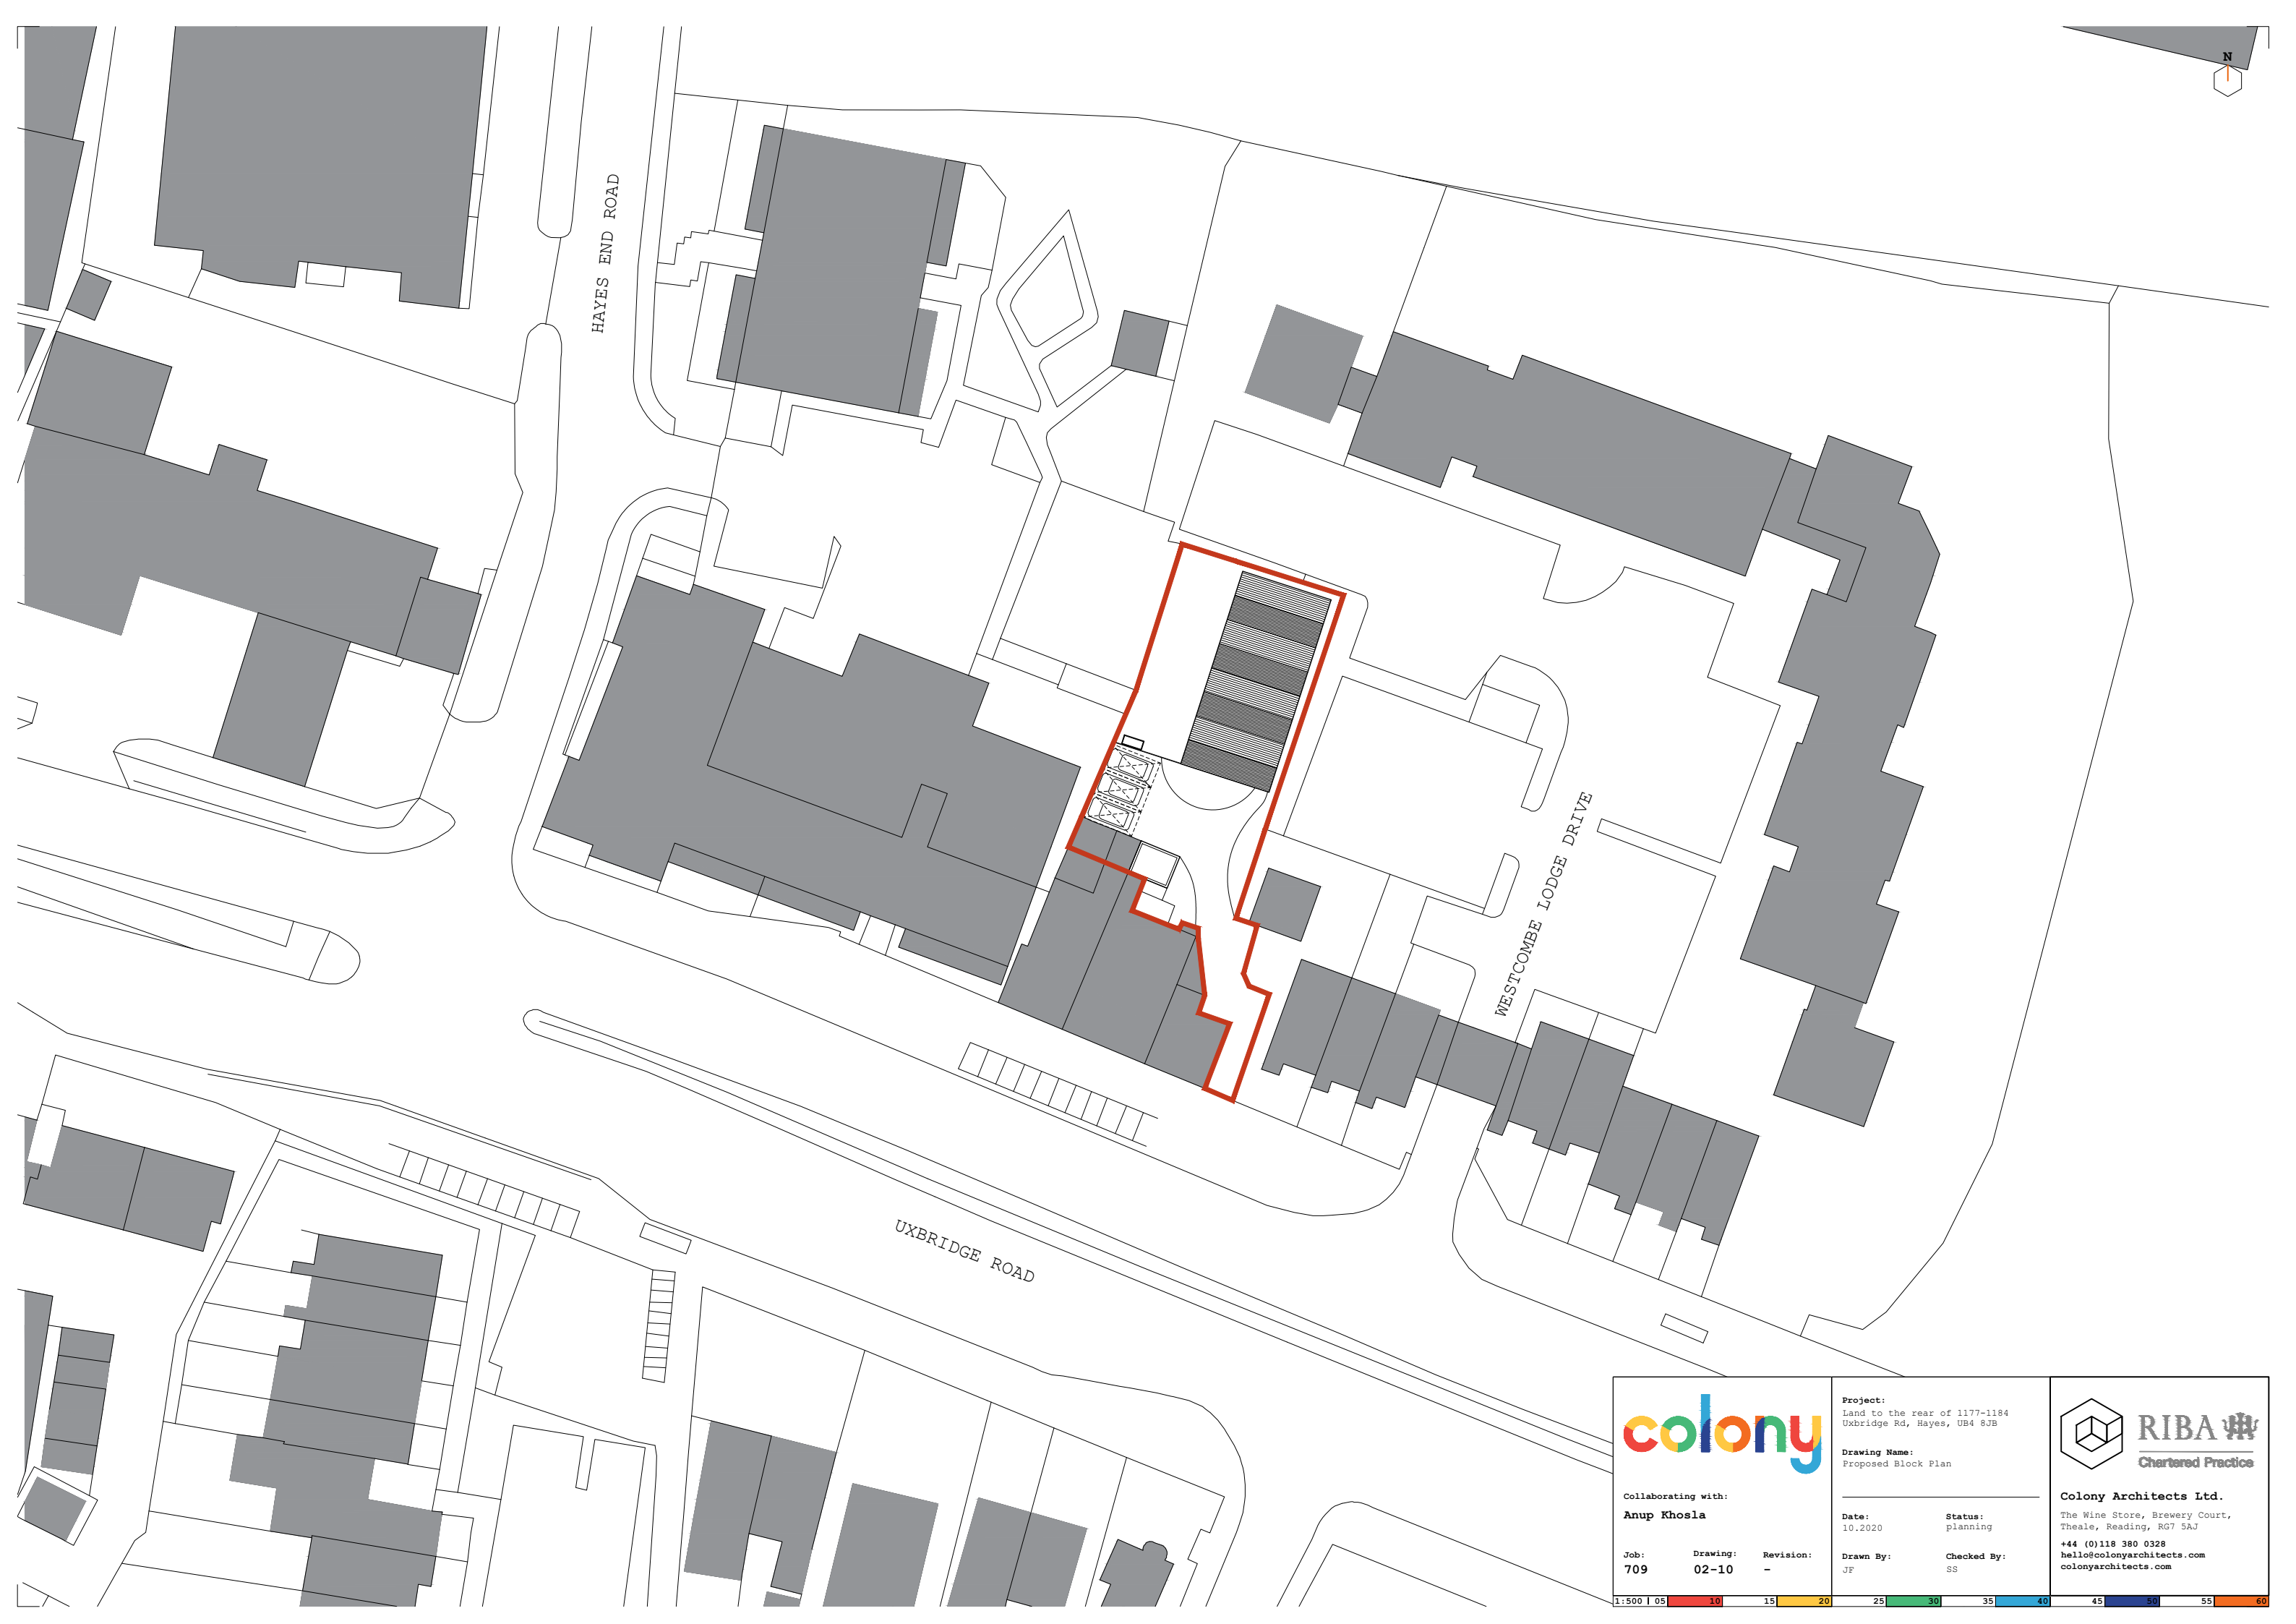 N
HAYES END ROAD
WESTCOMBE LODGE DRIVE
UXBRIDGE ROAD
colony
Collaborating with:
Anup Khosla
Job:
709
Drawing:
02-10
Revision:
-
Project:
Land to the rear of 1177-1184
Uxbridge Rd, Hayes, UB4 8JB
Drawing Name:
Proposed Block Plan
Date:
10.2020
Status:
planning
Drawn By:
JF
Checked By:
SS
RIBA
Chartered Practice
Colony Architects Ltd.
The Wine Store, Brewery Court,
Theale, Reading, RG7 5AJ
+44 (0)118 380 0328
hello@colonyarchitects.com
colonyarchitects.com
1:500 | 05 10 15 20 25 30 35 40 45 50 55 60